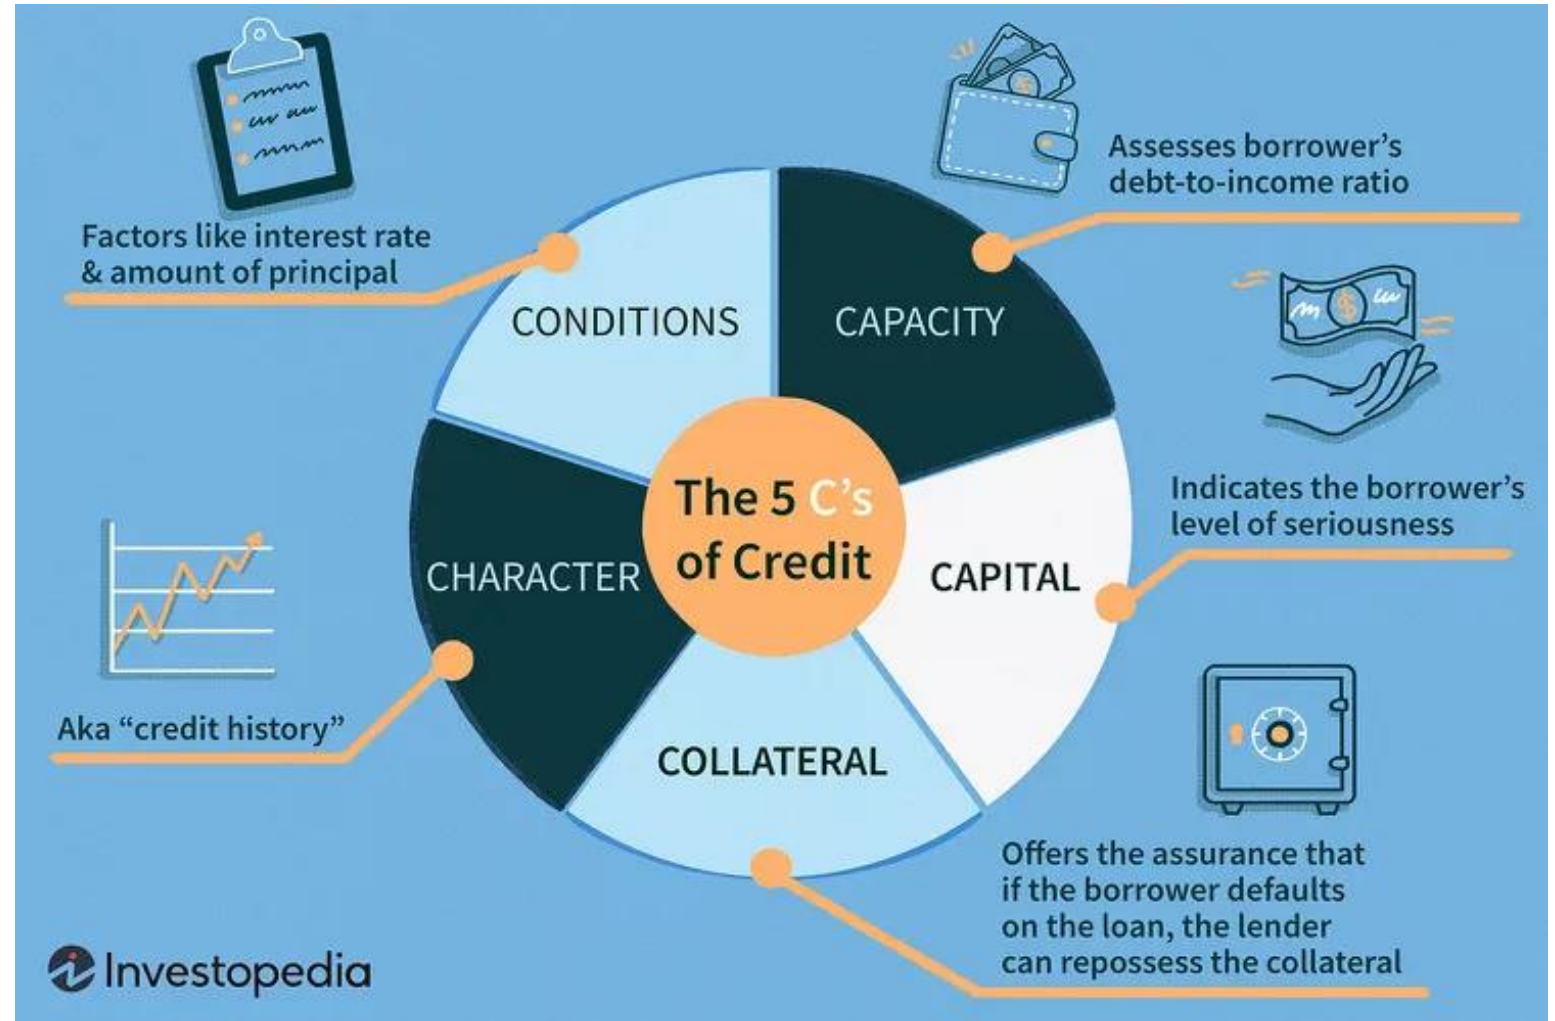 Factors like interest rate
& amount of principal
Assesses borrower’s
debt-to-income ratio
CONDITIONS
CAPACITY
The 5 C’s
of Credit
Indicates the borrower’s
level of seriousness
CHARACTER
CAPITAL
Aka “credit history”
COLLATERAL
Offers the assurance that
if the borrower defaults
on the loan, the lender
can repossess the collateral
Investopedia